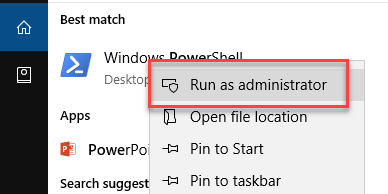 Best match
Windows PowerShell
Desktop
Run as administrator
Apps
Open file location
PowerPoi
Pin to Start
Search suggest
Pin to taskbar